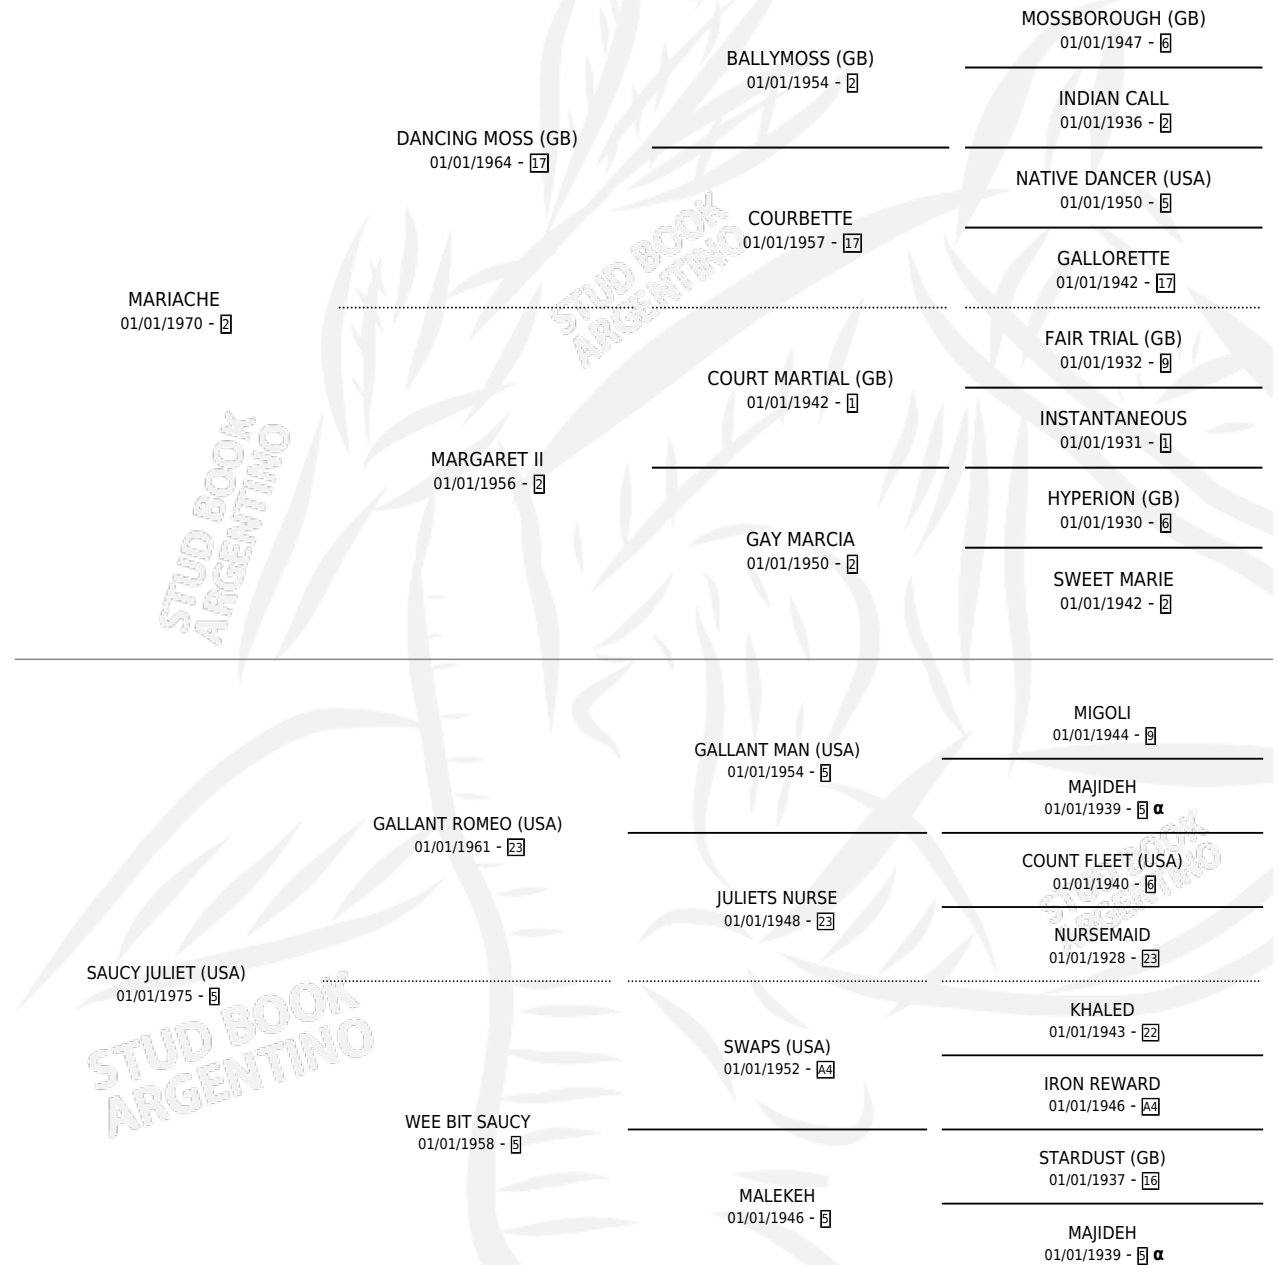 MOSSBOROUGH (GB)
01/01/1947 - 6
BALLYMOSS (GB)
01/01/1954 - 2
INDIAN CALL
01/01/1936 - 2
DANCING MOSS (GB)
01/01/1964 - 17
NATIVE DANCER (USA)
01/01/1950 - 5
COURBETTE
01/01/1957 - 17
GALLORETTE
01/01/1942 - 17
MARIACHE
01/01/1970 - 2
FAIR TRIAL (GB)
01/01/1932 - 9
COURT MARTIAL (GB)
01/01/1942 - 1
INSTANTANEOUS
01/01/1931 - 1
MARGARET II
01/01/1956 - 2
HYPERION (GB)
01/01/1930 - 6
GAY MARCIA
01/01/1950 - 2
SWEET MARIE
01/01/1942 - 2
MIGOLI
01/01/1944 - 9
GALLANT MAN (USA)
01/01/1954 - 5
MAJIDEH
01/01/1939 - 5 α
GALLANT ROMEO (USA)
01/01/1961 - 23
COUNT FLEET (USA)
01/01/1940 - 6
JULIETS NURSE
01/01/1948 - 23
NURSEMAID
01/01/1928 - 23
SAUCY JULIET (USA)
01/01/1975 - 5
KHALED
01/01/1943 - 22
SWAPS (USA)
01/01/1952 - A4
IRON REWARD
01/01/1946 - A4
WEE BIT SAUCY
01/01/1958 - 5
STARDUST (GB)
01/01/1937 - 16
MALEKEH
01/01/1946 - 5
MAJIDEH
01/01/1939 - 5 α
STUD BOOK
ARGENTINO
STUD BOOK
ARGENTINO
STUD BOOK
ARGENTINO
STUD BOOK
ARGENTINO